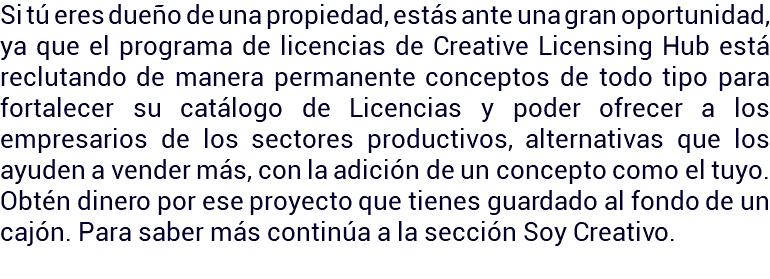 Si tú eres dueño de una propiedad, estás ante una gran oportunidad,
ya que el programa de licencias de Creative Licensing Hub está
reclutando de manera permanente conceptos de todo tipo para
fortalecer su catálogo de Licencias y poder ofrecer a los
empresarios de los sectores productivos, alternativas que los
ayuden a vender más, con la adición de un concepto como el tuyo.
Obtén dinero por ese proyecto que tienes guardado al fondo de un
cajón. Para saber más continúa a la sección Soy Creativo.